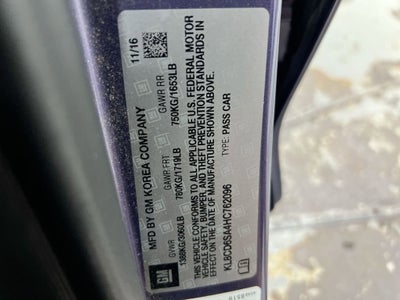 MFD BY GM KOREA COMPANY 11/16
GVWR GAWR FRT GAWR RR
1388KG/3060LB 780KG/1719LB 750KG/1653LB
THIS VEHICLE CONFORMS TO ALL APPLICABLE U.S. FEDERAL MOTOR
VEHICLE SAFETY, BUMPER, AND THEFT PREVENTION STANDARDS IN
EFFECT ON THE DATE OF MANUFACTURE SHOWN ABOVE.
KL8CD6SA4HC762096 TYPE: PASS CAR
GM